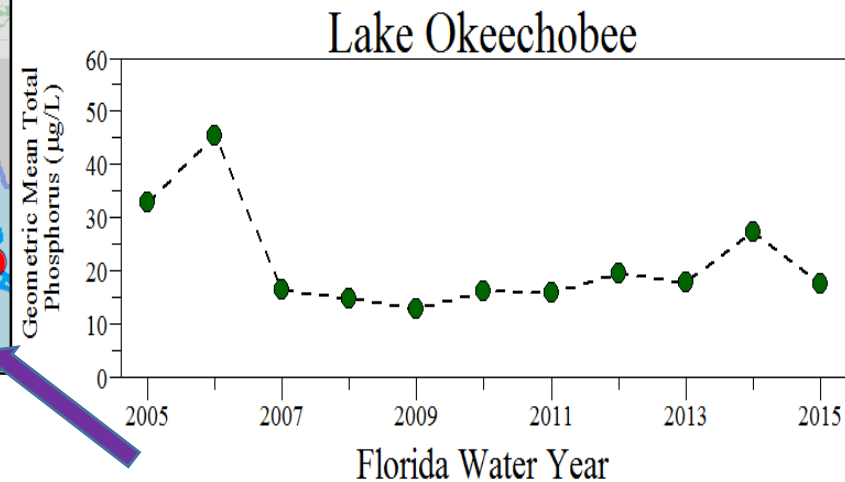 Lake Okeechobee
Geometric Mean Total
Phosphorus (µg/L)
60
50
40
30
20
10
0
2005 2007 2009 2011 2013 2015
Florida Water Year